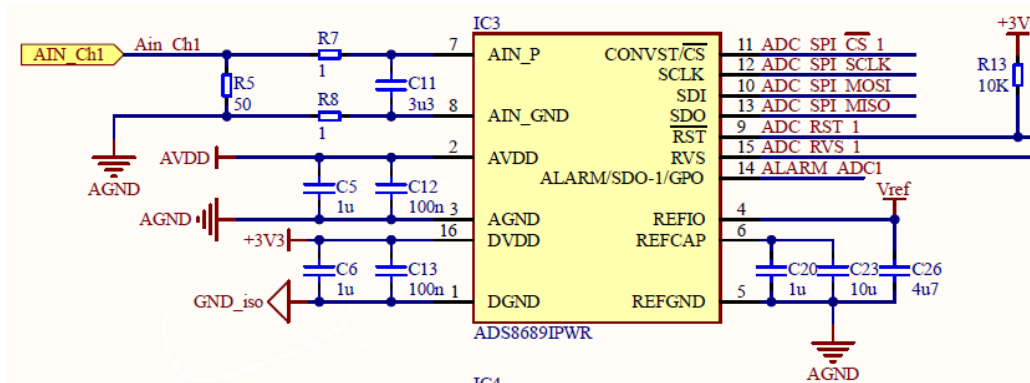 IC3
+3V
AIN_Ch1
Ain_Ch1
R7
1
7
AIN_P
CONVST/CS
11
ADC_SPI_CS_1
SCLK
12
ADC_SPI_SCLK
R5
50
C11
3u3
SDI
10
ADC_SPI_MOSI
R13
10K
R8
1
8
AIN_GND
SDO
13
ADC_SPI_MISO
RST
9
ADC_RST_1
AGND
AVDD
2
AVDD
RVS
15
ADC_RVS_1
ALARM/SDO-1/GPO
14
ALARM_ADC1
C5
1u
C12
100n
Vref
AGND
3
AGND
REFIO
4
+3V3
16
DVDD
REFCAP
6
C6
1u
C13
100n
C20
1u
C23
10u
C26
4u7
GND_iso
1
DGND
REFGND
5
ADS8689IPWR
AGND
IC4